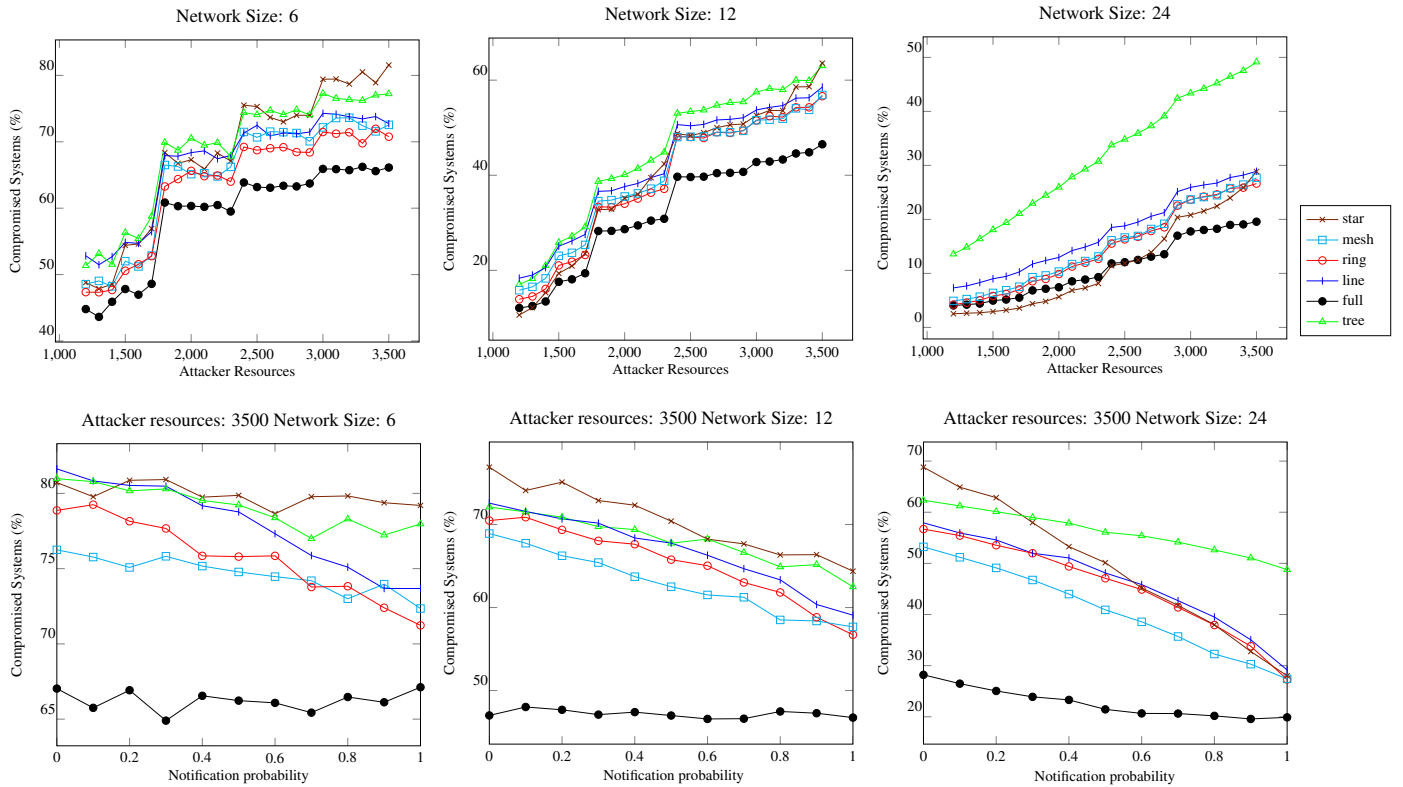 Network Size: 6
Network Size: 12
Network Size: 24
Compromised Systems (%)
80
70
60
50
40
1,000 1,500 2,000 2,500 3,000 3,500
Attacker Resources
Compromised Systems (%)
60
40
20
1,000 1,500 2,000 2,500 3,000 3,500
Attacker Resources
Compromised Systems (%)
50
40
30
20
10
0
1,000 1,500 2,000 2,500 3,000 3,500
Attacker Resources
star
mesh
ring
line
full
tree
Attacker resources: 3500 Network Size: 6
Attacker resources: 3500 Network Size: 12
Attacker resources: 3500 Network Size: 24
Compromised Systems (%)
80
75
70
65
0 0.2 0.4 0.6 0.8 1
Notification probability
Compromised Systems (%)
70
60
50
0 0.2 0.4 0.6 0.8 1
Notification probability
Compromised Systems (%)
70
60
50
40
30
20
0 0.2 0.4 0.6 0.8 1
Notification probability